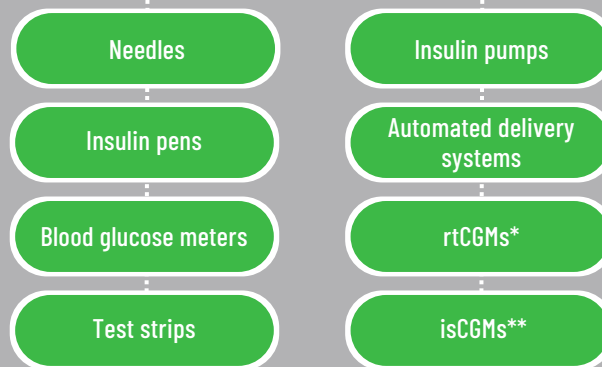 Needles
Insulin pens
Blood glucose meters
Test strips
Insulin pumps
Automated delivery
systems
rtCGMs*
isCGMs**